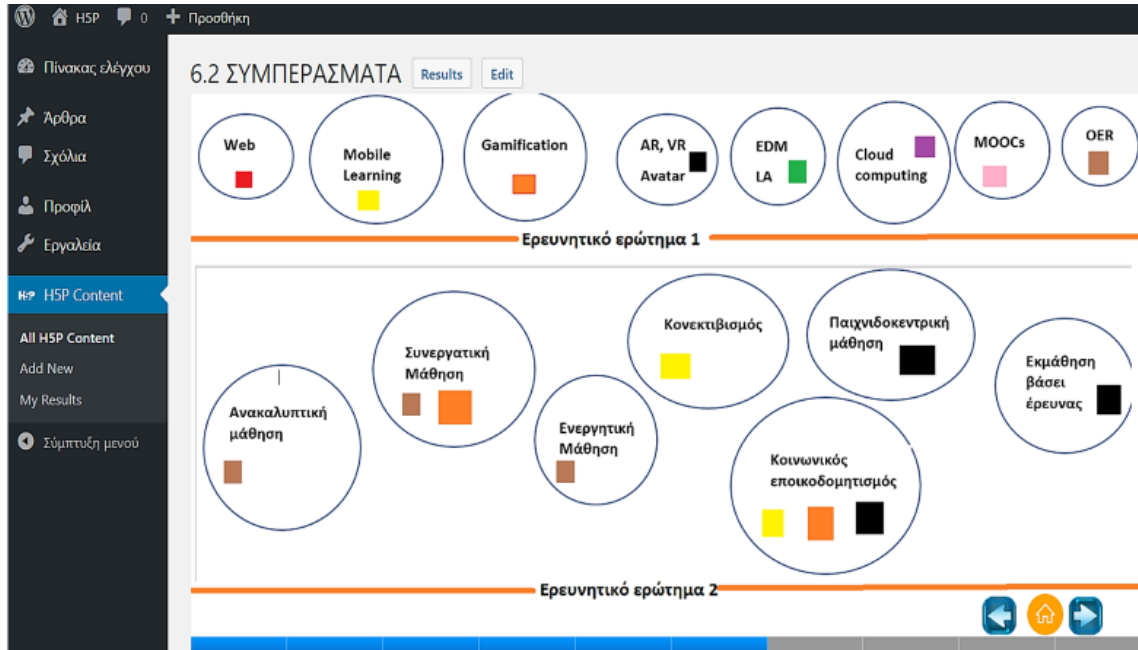 H5P 0 + Προσθήκη
Πίνακας ελέγχου
Άρθρα
Σχόλια
Προφίλ
Εργαλεία
H5P H5P Content
All H5P Content
Add New
My Results
Σύμπτυξη μενού
6.2 ΣΥΜΠΕΡΑΣΜΑΤΑ Results Edit
Web
Mobile
Learning
Gamification
AR, VR
Avatar
EDM
LA
Cloud
computing
MOOCs
OER
Ερευνητικό ερώτημα 1
Ανακαλυπτική
μάθηση
Συνεργατική
Μάθηση
Ενεργητική
Μάθηση
Κονεκτιβισμός
Παιχνιδοκεντρική
μάθηση
Κοινωνικός
εποικοδομητισμός
Εκμάθηση
βάσει
έρευνας
Ερευνητικό ερώτημα 2